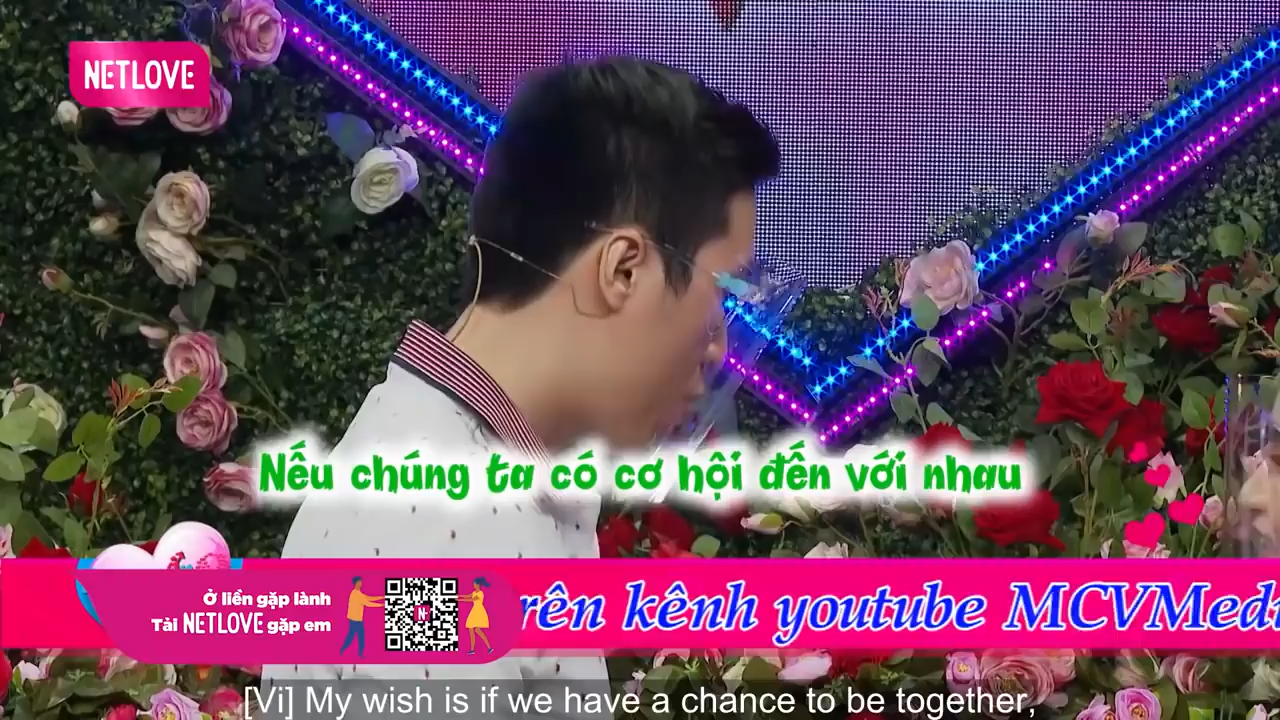 NETLOVE
Nếu chúng ta có cơ hội đến với nhau
Ở liền gặp lành
Tải NETLOVE gặp em
N
rên kênh youtube MCVMed
[Vi] My wish is if we have a chance to be together,